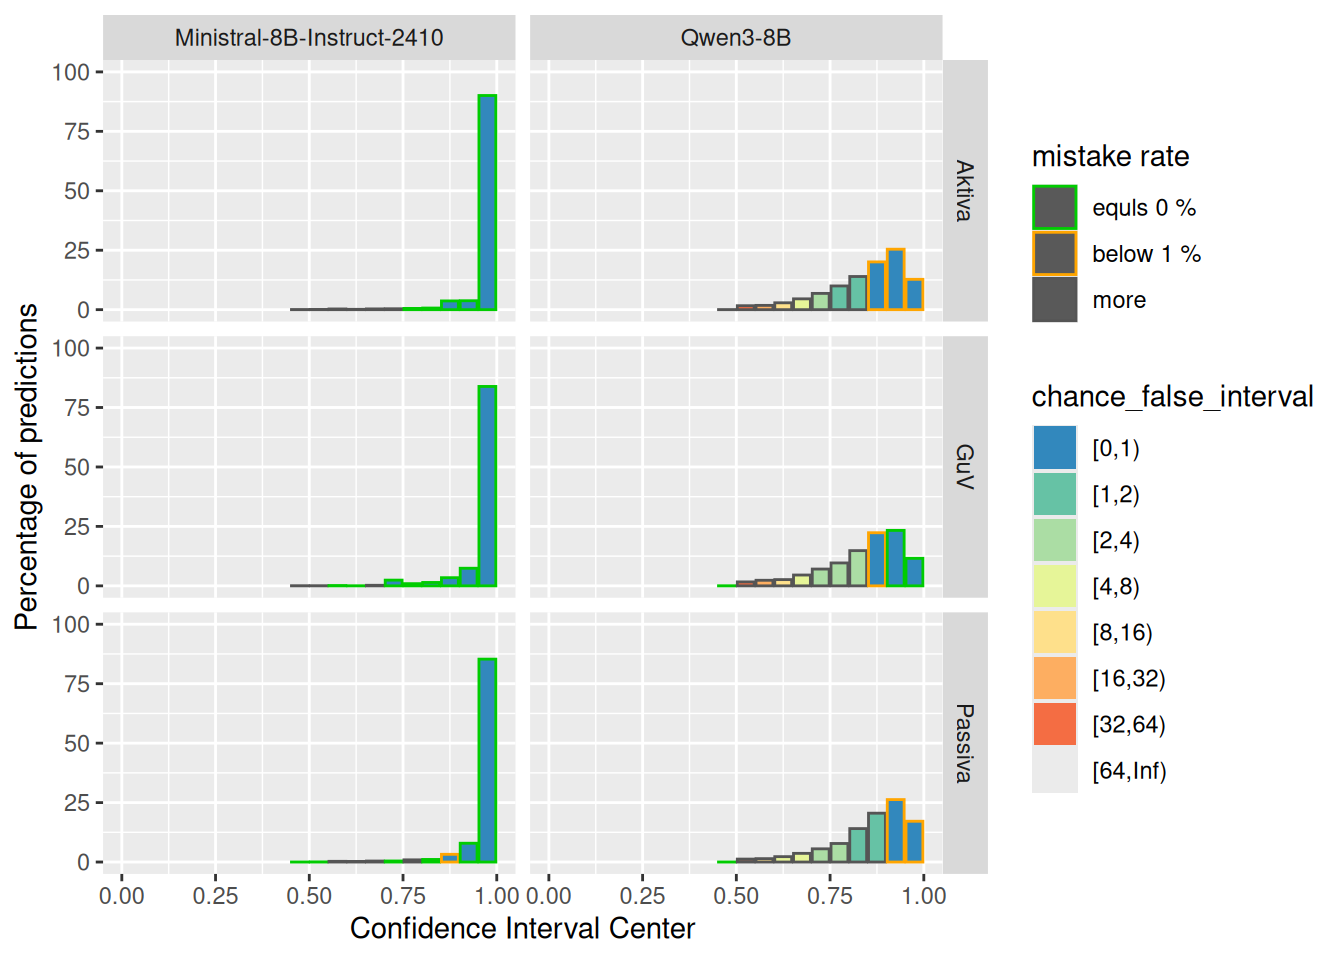 Ministral-8B-Instruct-2410
Qwen3-8B
100
75
50
25
0
Aktiva
100
75
50
25
0
GuV
100
75
50
25
0
Passiva
0.00 0.25 0.50 0.75 1.00
0.00 0.25 0.50 0.75 1.00
Confidence Interval Center
Percentage of predictions
mistake rate
equls 0 %
below 1 %
more
chance_false_interval
[0,1)
[1,2)
[2,4)
[4,8)
[8,16)
[16,32)
[32,64)
[64,Inf)